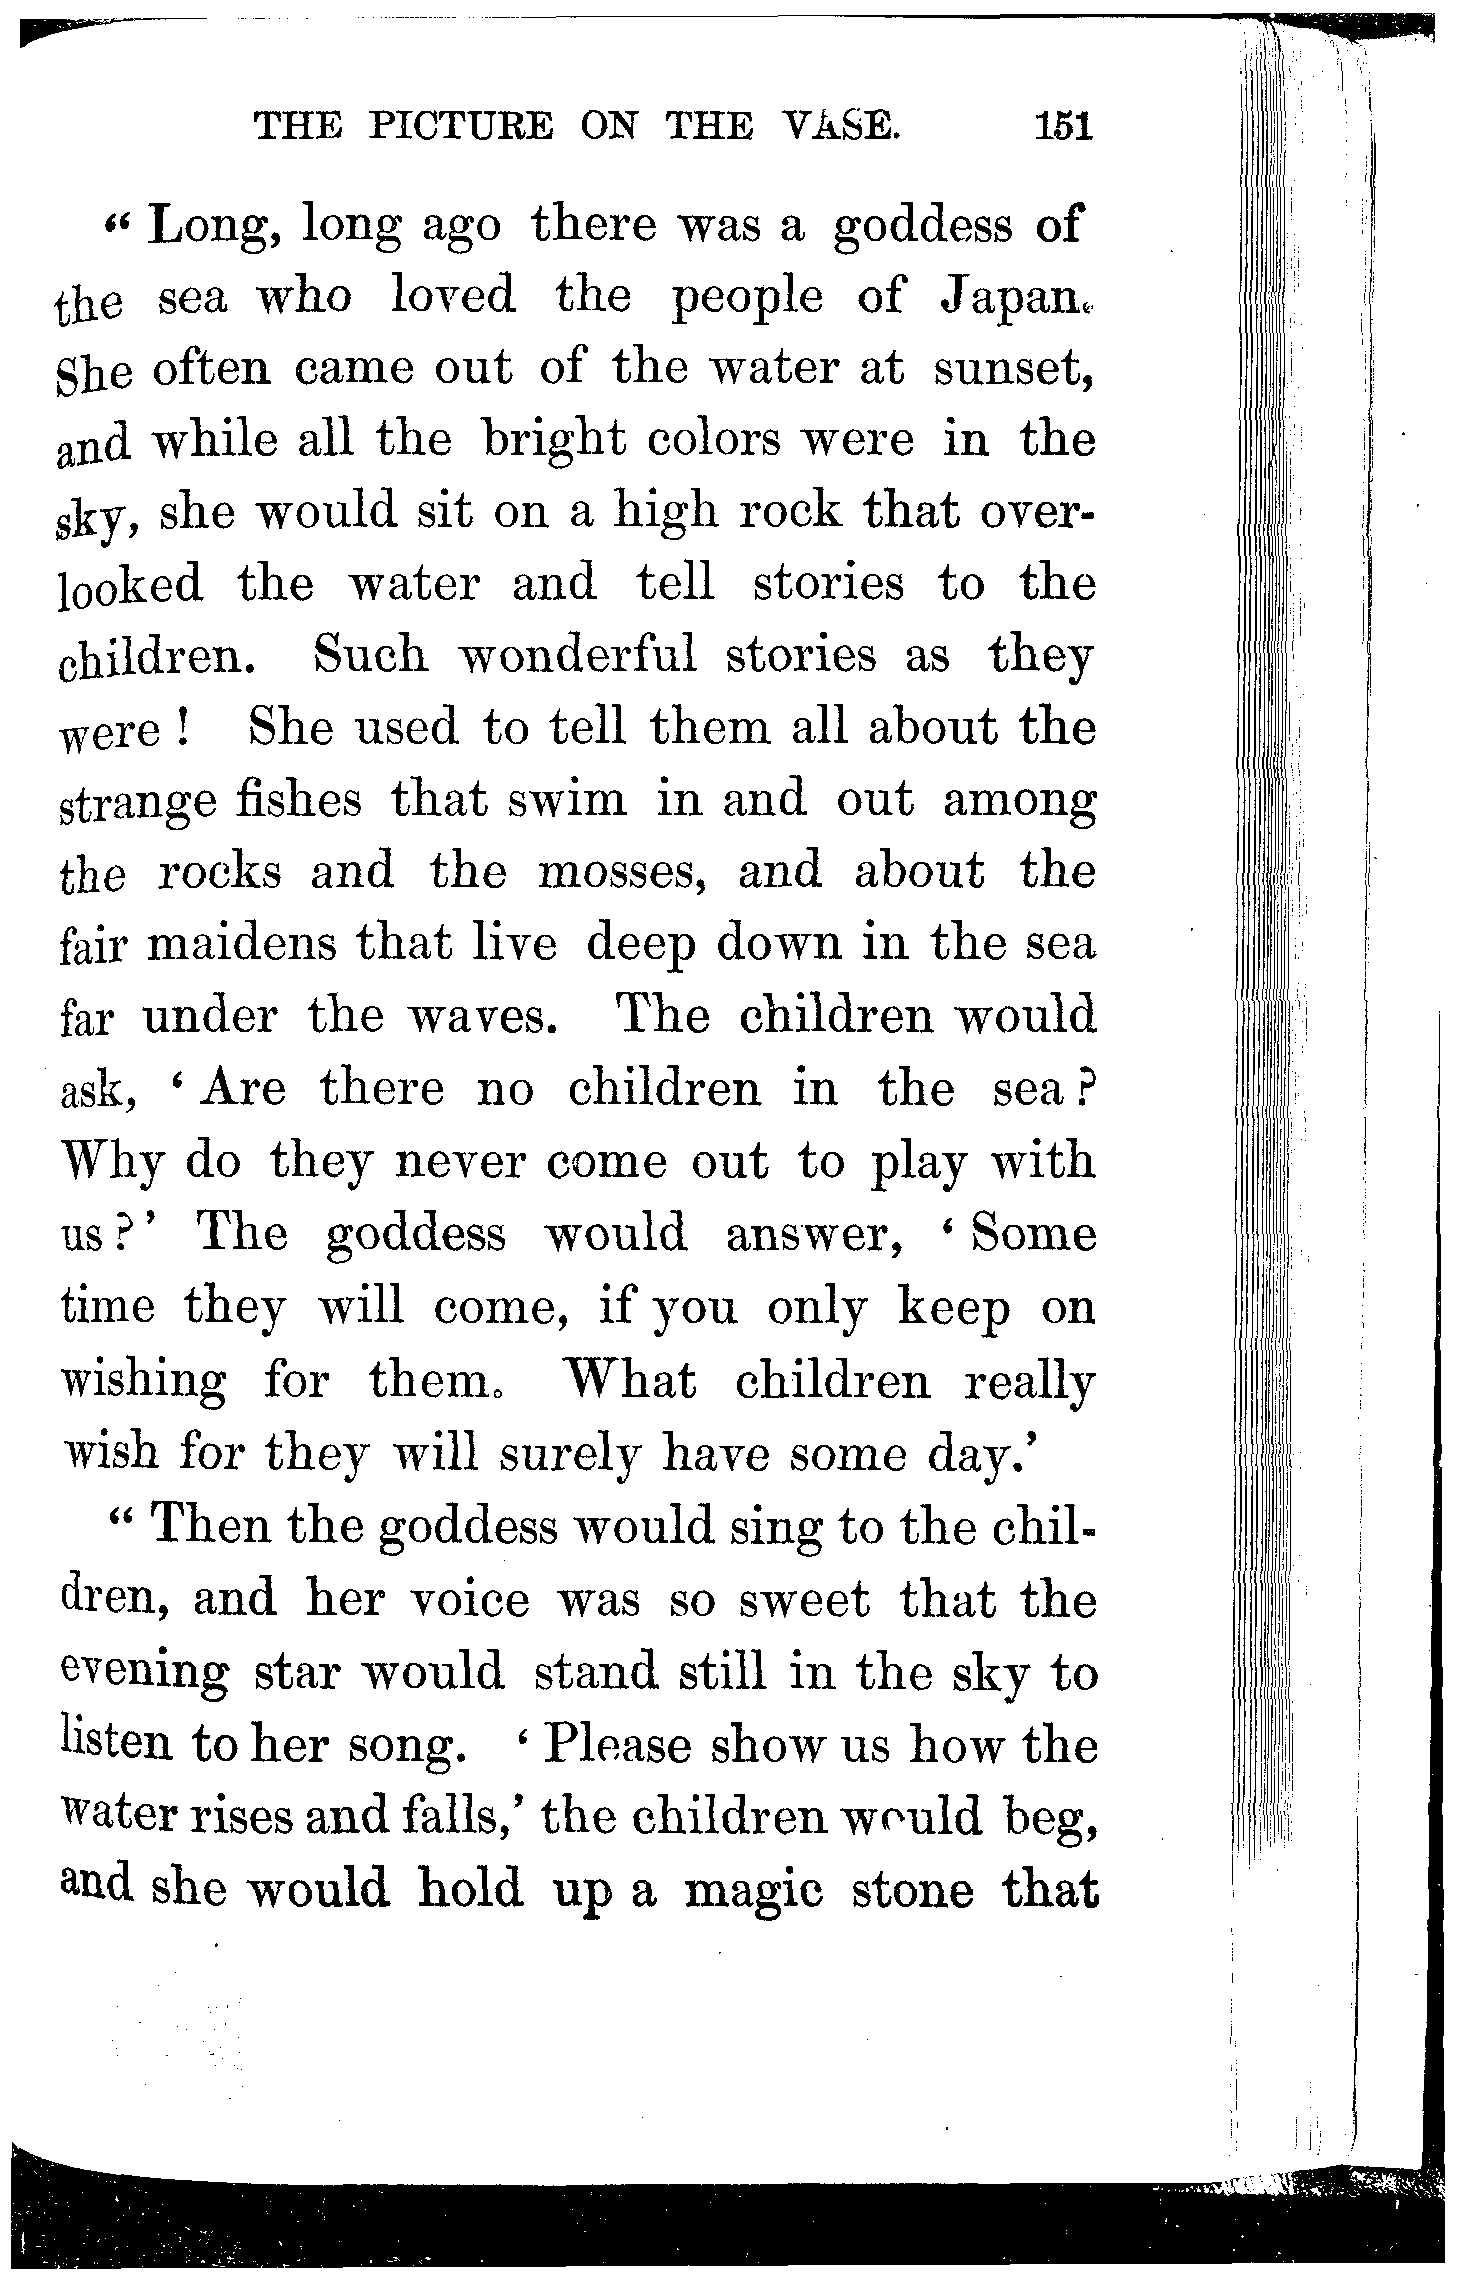 THE PICTURE ON THE VASE. 151
“ Long, long ago there was a goddess of
the sea who loved the people of Japan.
She often came out of the water at sunset,
and while all the bright colors were in the
sky, she would sit on a high rock that over-
looked the water and tell stories to the
children. Such wonderful stories as they
were ! She used to tell them all about the
strange fishes that swim in and out among
the rocks and the mosses, and about the
fair maidens that live deep down in the sea
far under the waves. The children would
ask, ‘ Are there no children in the sea ?
Why do they never come out to play with
us ?’ The goddess would answer, ‘ Some
time they will come, if you only keep on
wishing for them. What children really
wish for they will surely have some day.’
“ Then the goddess would sing to the chil-
dren, and her voice was so sweet that the
evening star would stand still in the sky to
listen to her song. ‘ Please show us how the
water rises and falls,’ the children would beg,
and she would hold up a magic stone that